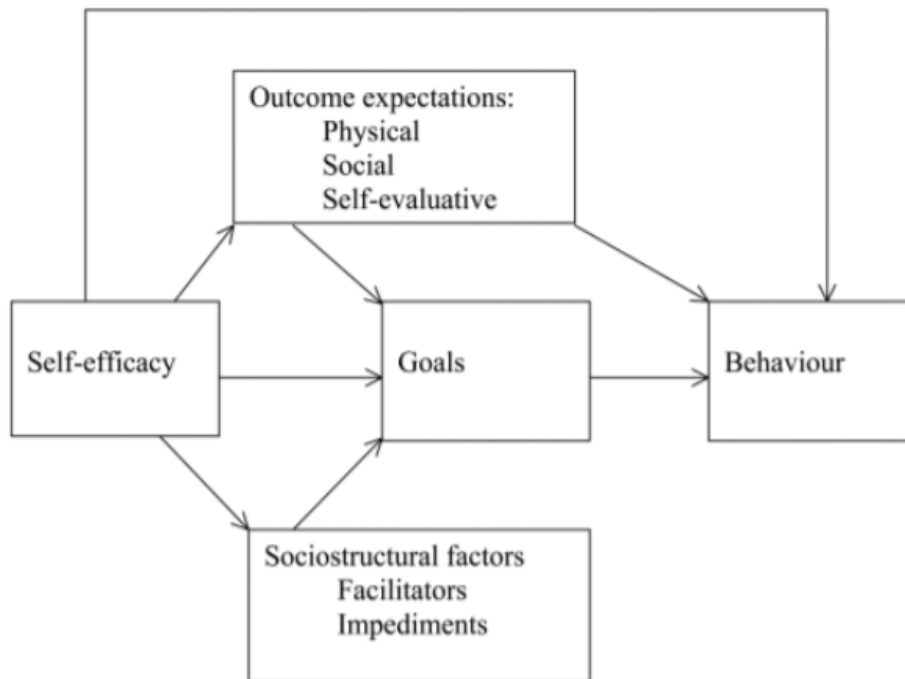 Outcome expectations:
Physical
Social
Self-evaluative
Self-efficacy
Goals
Behaviour
Sociostructural factors
Facilitators
Impediments